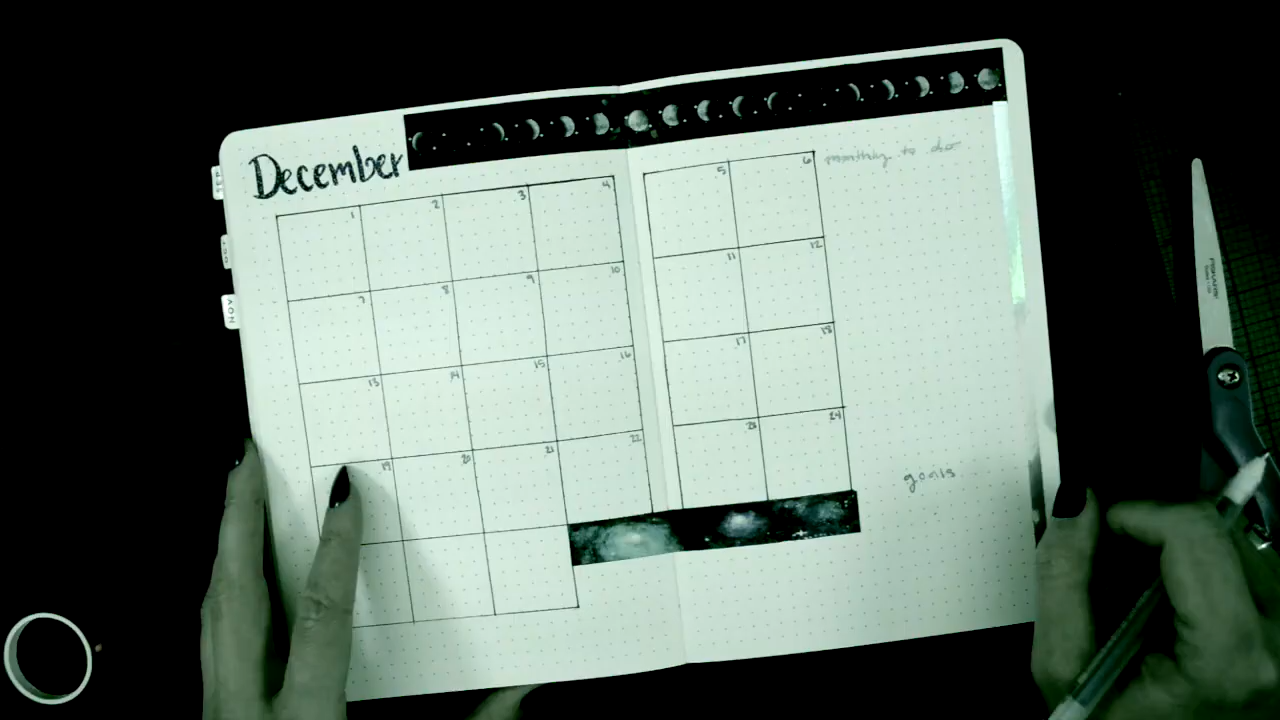 December
monthly to do
1 2 3 4 5 6
7 8 9 10 11 12
13 14 15 16 17 18
19 20 21 22 23 24
goals
SEP
OCT
NOV
FISKARS